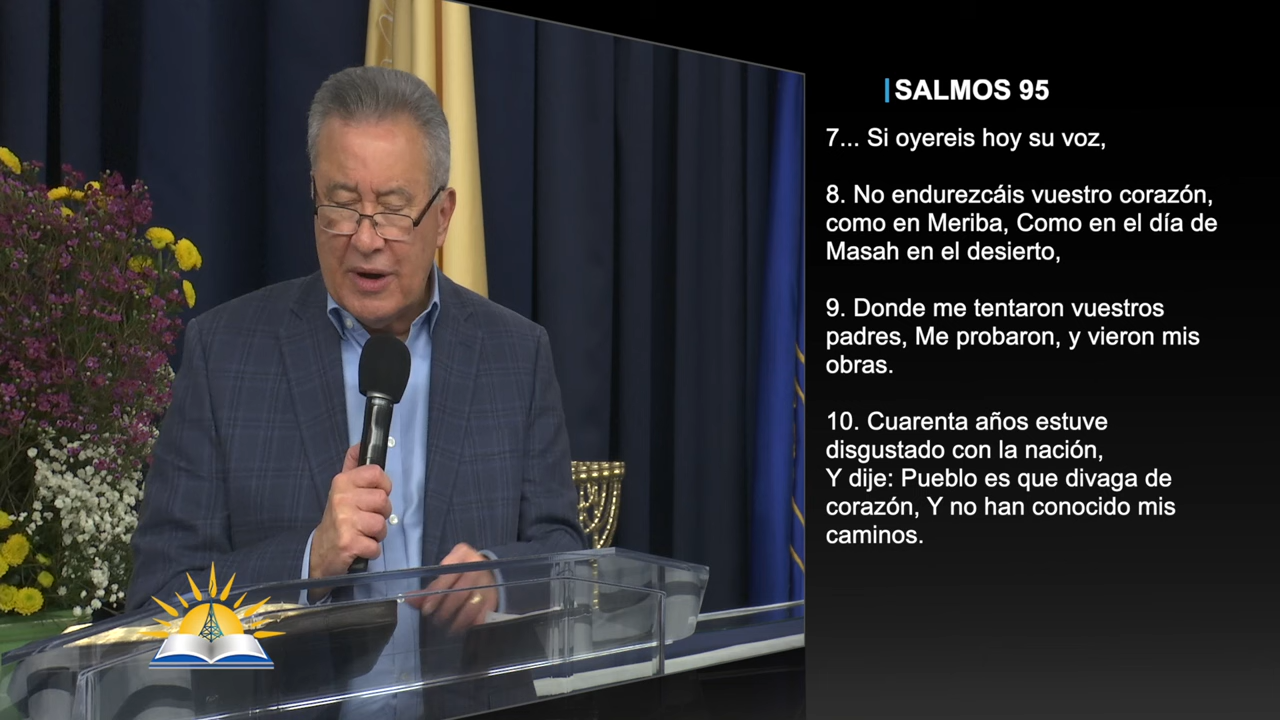 SALMOS 95
7... Si oyereis hoy su voz,
8. No endurezcáis vuestro corazón,
como en Meriba, Como en el día de
Masah en el desierto,
9. Donde me tentaron vuestros
padres, Me probaron, y vieron mis
obras.
10. Cuarenta años estuve
disgustado con la nación,
Y dije: Pueblo es que divaga de
corazón, Y no han conocido mis
caminos.